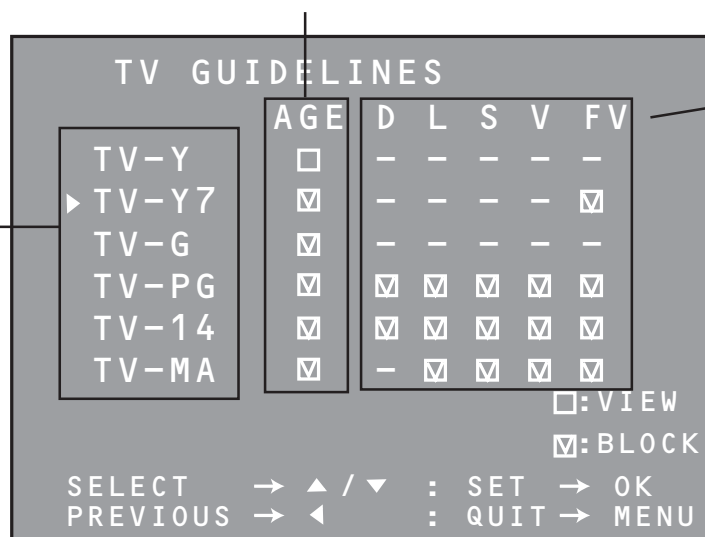 TV GUIDELINES
AGE D L S V FV
TV-Y □ - - - - -
▶ TV-Y7 ☑ - - - - ☑
TV-G ☑ - - - - -
TV-PG ☑ ☑ ☑ ☑ ☑ ☑
TV-14 ☑ ☑ ☑ ☑ ☑ ☑
TV-MA ☑ - ☑ ☑ ☑ ☑
□:VIEW
☑:BLOCK
SELECT → ▲/▼ : SET → OK
PREVIOUS → ◀ : QUIT → MENU